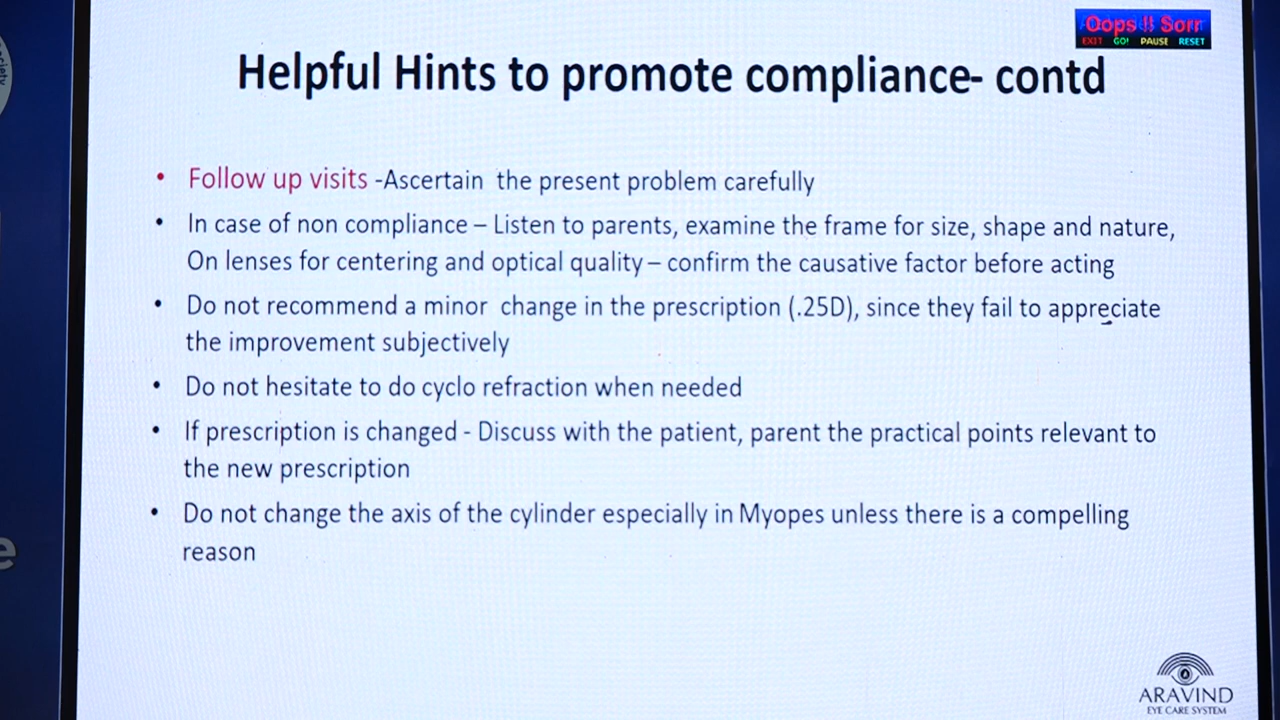 Oops !! Sorr
EXIT GO! PAUSE RESET
Helpful Hints to promote compliance- contd
• Follow up visits -Ascertain the present problem carefully
• In case of non compliance – Listen to parents, examine the frame for size, shape and nature,
On lenses for centering and optical quality – confirm the causative factor before acting
• Do not recommend a minor change in the prescription (.25D), since they fail to appreciate
the improvement subjectively
• Do not hesitate to do cyclo refraction when needed
• If prescription is changed - Discuss with the patient, parent the practical points relevant to
the new prescription
• Do not change the axis of the cylinder especially in Myopes unless there is a compelling
reason
e
ARAVIND
EYE CARE SYSTEM